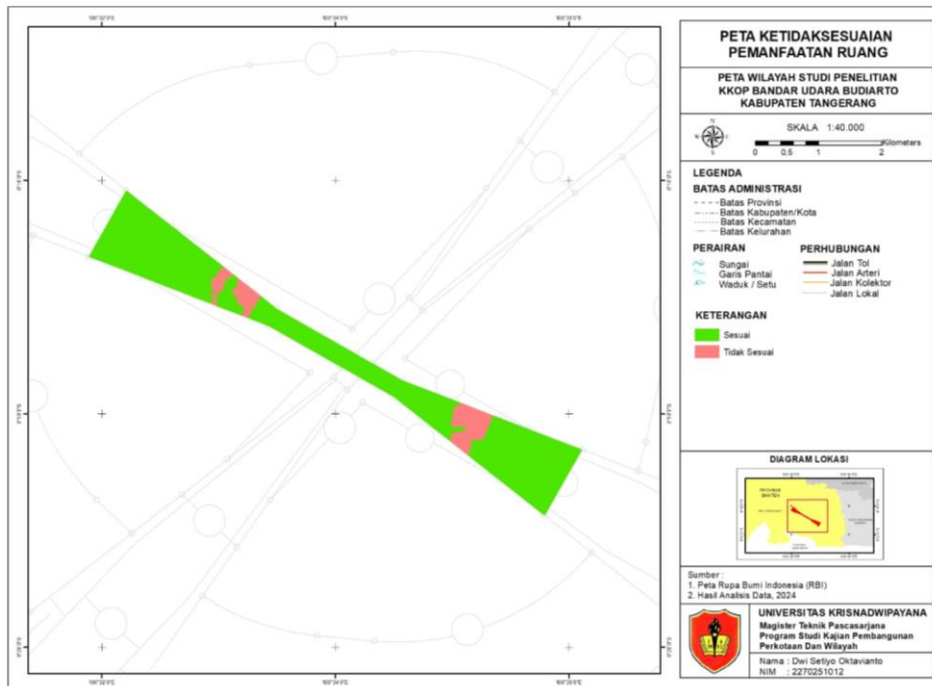 PETA KETIDAKSESUAIAN
PEMANFAATAN RUANG
PETA WILAYAH STUDI PENELITIAN
KKOP BANDAR UDARA BUDIARTO
KABUPATEN TANGERANG
SKALA 1:40.000
Kilometers
0 0,5 1 2
LEGENDA
BATAS ADMINISTRASI
Batas Provinsi
Batas Kabupaten/Kota
Batas Kecamatan
Batas Kelurahan
PERAIRAN
Sungai
Garis Pantai
Waduk / Setu
PERHUBUNGAN
Jalan Tol
Jalan Arteri
Jalan Kolektor
Jalan Lokal
KETERANGAN
Sesuai
Tidak Sesuai
DIAGRAM LOKASI
Sumber :
1. Peta Rupa Bumi Indonesia (RBI)
2. Hasil Analisis Data, 2024
UNIVERSITAS KRISNADWIPAYANA
Magister Teknik Pascasarjana
Program Studi Kajian Pembangunan
Perkotaan Dan Wilayah
Nama : Dwi Setiyo Oktavianto
NIM : 2270251012